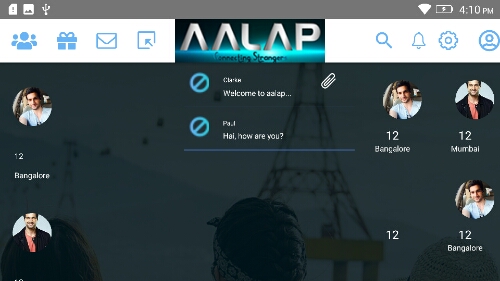 4:10 PM
AALAP
Connecting Strangers
Clarke
Welcome to aalap...
Paul
Hai, how are you?
12
Bangalore
12
Bangalore
12
Mumbai
12
12
Bangalore